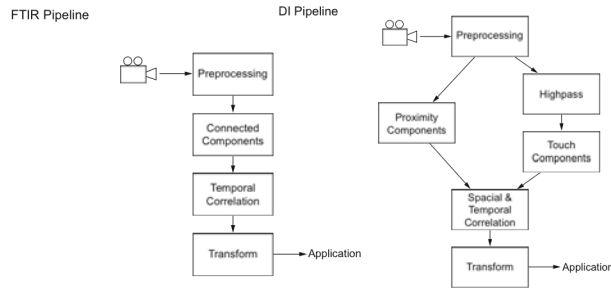 FTIR Pipeline
Preprocessing
Connected
Components
Temporal
Correlation
Transform
Application
DI Pipeline
Preprocessing
Highpass
Proximity
Components
Touch
Components
Spacial &
Temporal
Correlation
Transform
Application